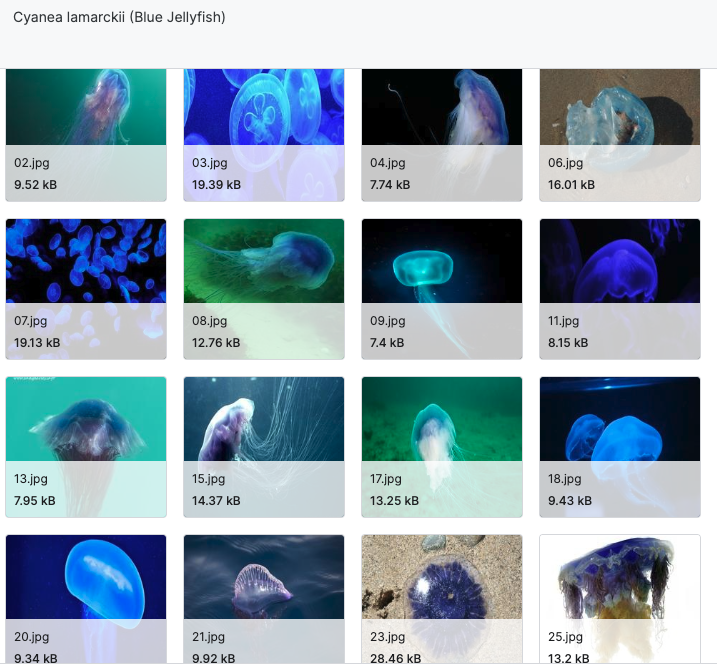 Cyanea lamarckii (Blue Jellyfish)
02.jpg
9.52 kB
03.jpg
19.39 kB
04.jpg
7.74 kB
06.jpg
16.01 kB
07.jpg
19.13 kB
08.jpg
12.76 kB
09.jpg
7.4 kB
11.jpg
8.15 kB
13.jpg
7.95 kB
15.jpg
14.37 kB
17.jpg
13.25 kB
18.jpg
9.43 kB
20.jpg
9.34 kB
21.jpg
9.92 kB
23.jpg
28.46 kB
25.jpg
13.2 kB